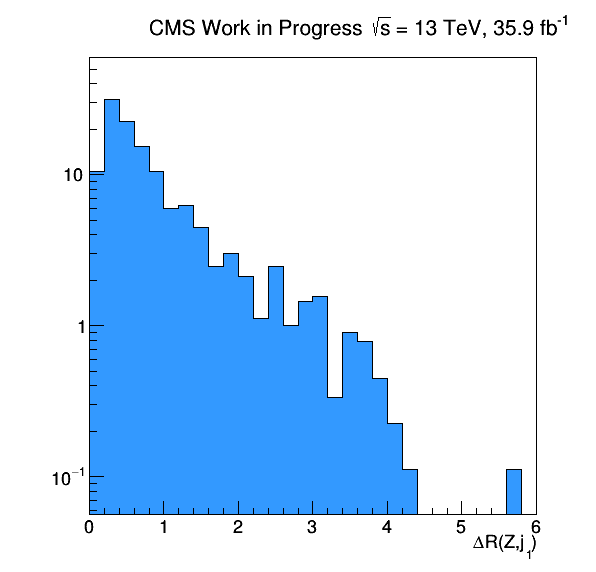 CMS Work in Progress √s = 13 TeV, 35.9 fb⁻¹
10
1
10⁻¹
0 1 2 3 4 5 6
ΔR(Z,j₁)